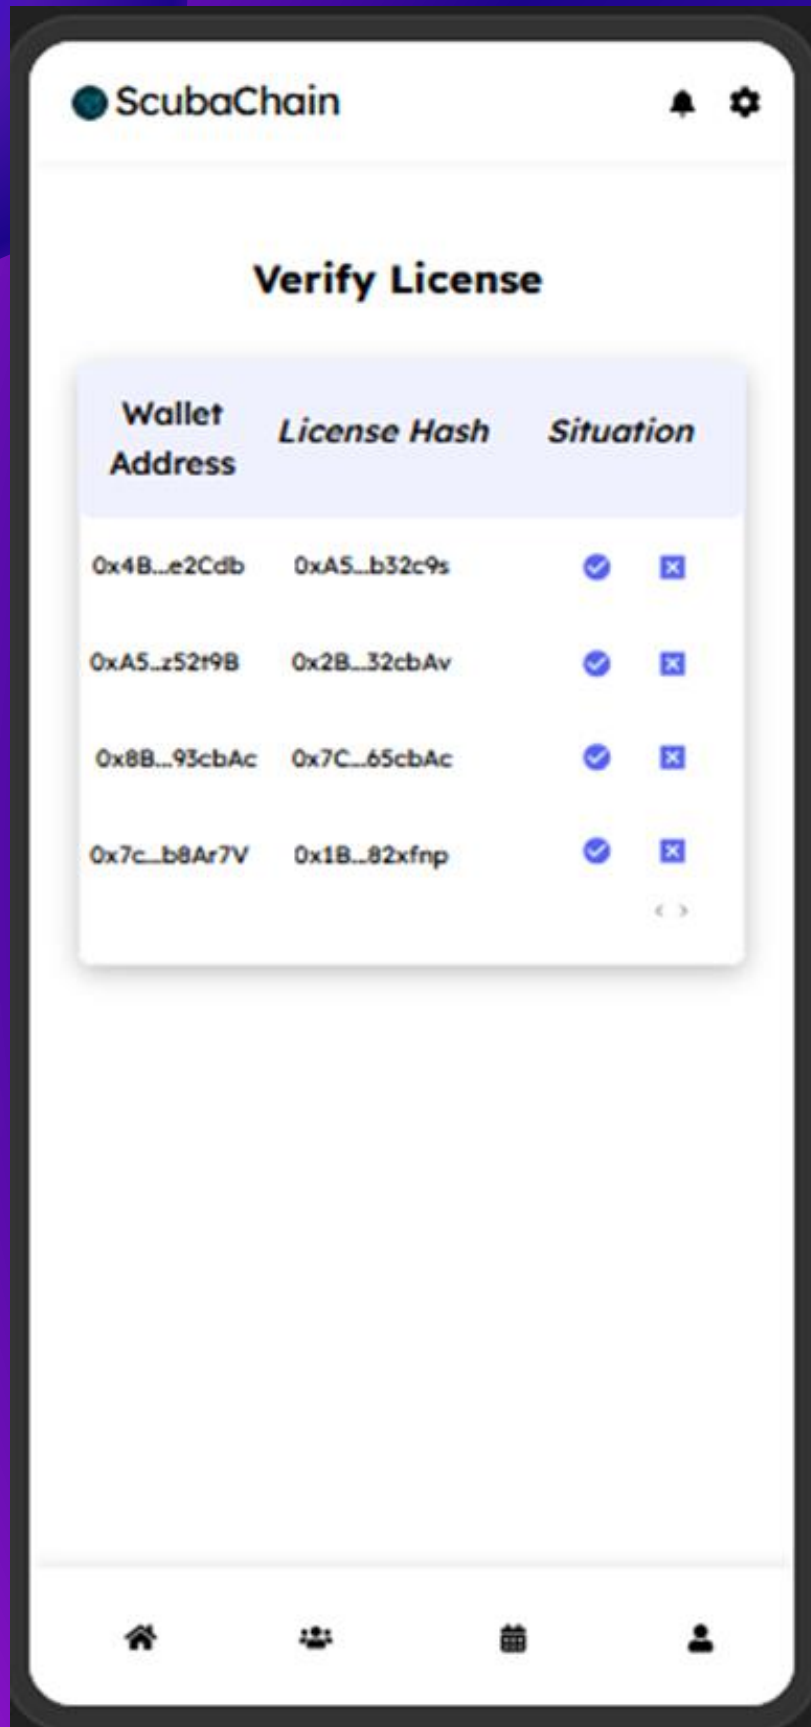 ScubaChain
Verify License
Wallet Address
License Hash
Situation
0x4B...e2Cdb 0xA5...b32c9s
0xA5...z52t9B 0x2B...32cbAv
0x8B...93cbAc 0x7C...65cbAc
0x7c...b8Ar7V 0x1B...82xfnp